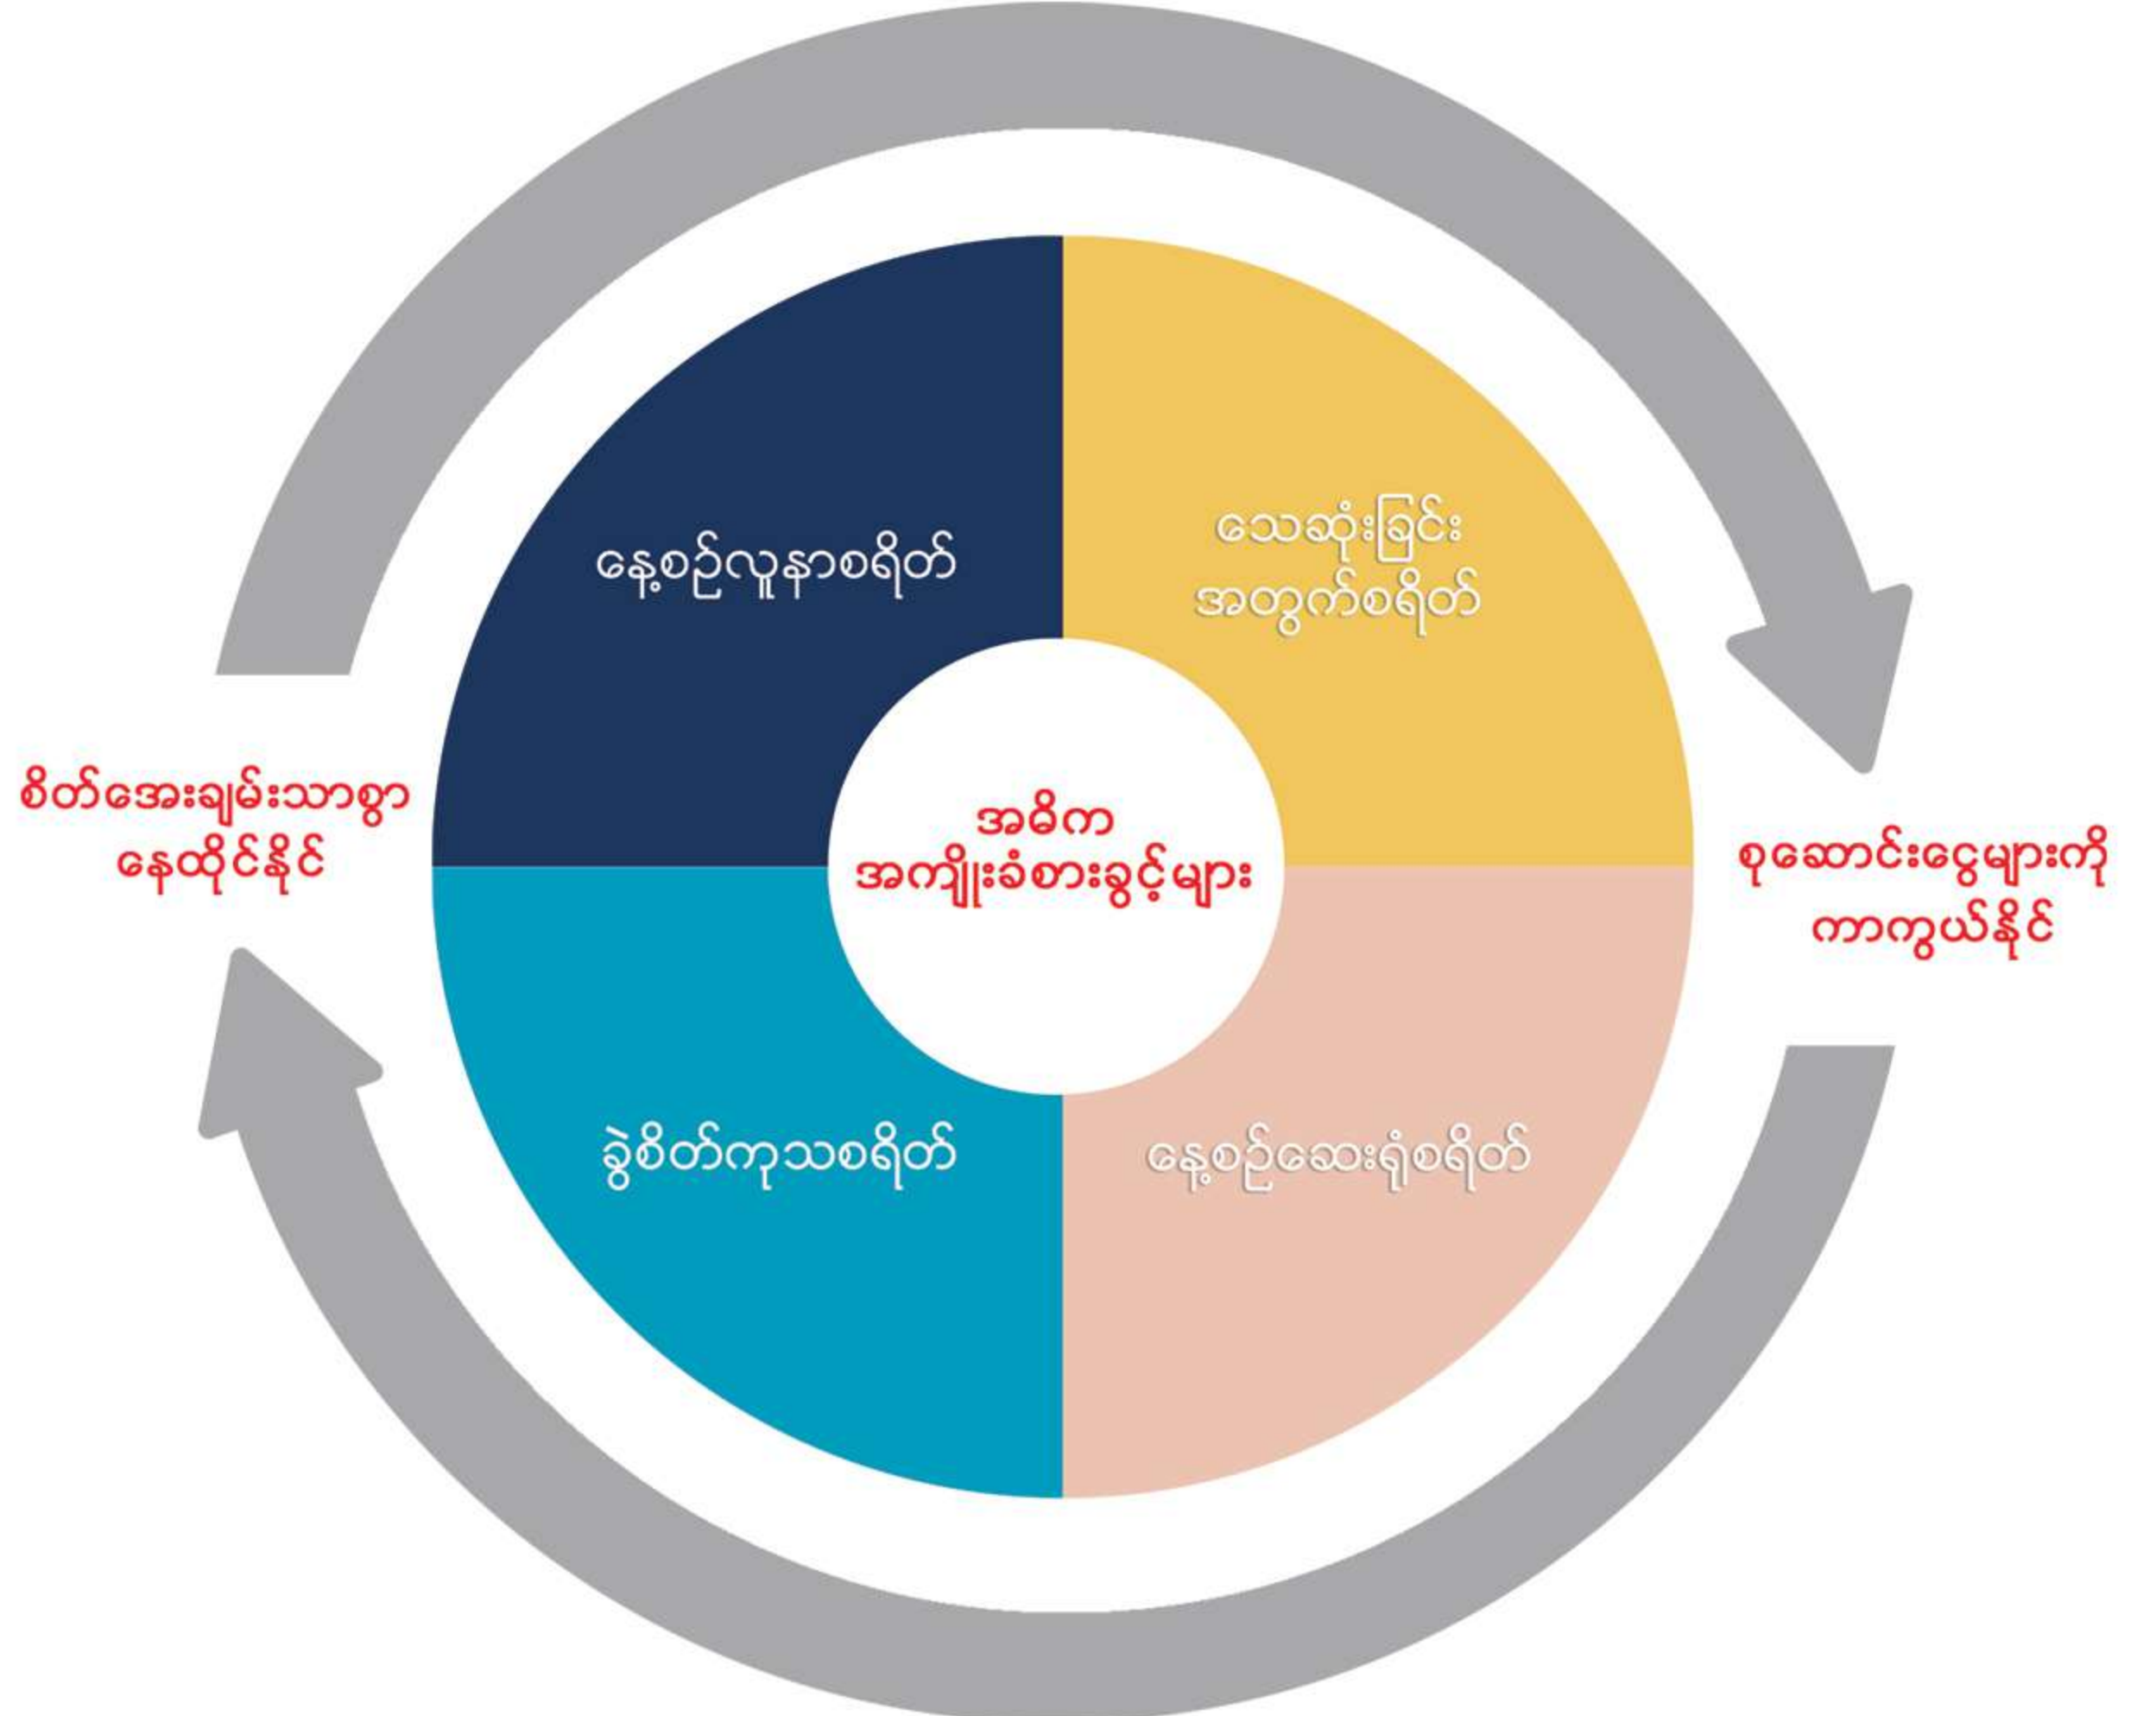 နေ့စဉ်လူနာစရိတ်
သေဆုံးခြင်း
အတွက်စရိတ်
စိတ်အေးချမ်းသာစွာ
နေထိုင်နိုင်
အဓိက
အကျိုးခံစားခွင့်များ
စုဆောင်းငွေများကို
ကာကွယ်နိုင်
ခွဲစိတ်ကုသစရိတ်
နေ့စဉ်ဆေးရုံစရိတ်